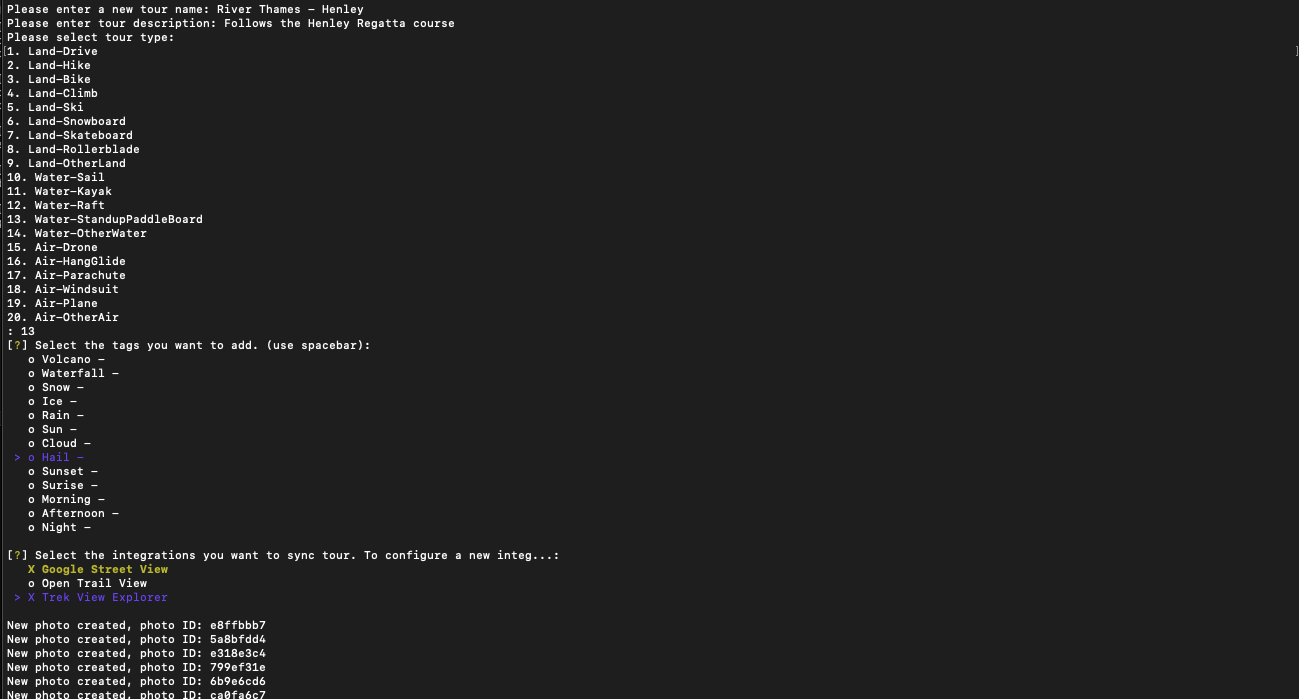 Please enter a new tour name: River Thames - Henley
Please enter tour description: Follows the Henley Regatta course
Please select tour type:
1. Land-Drive
2. Land-Hike
3. Land-Bike
4. Land-Climb
5. Land-Ski
6. Land-Snowboard
7. Land-Skateboard
8. Land-Rollerblade
9. Land-OtherLand
10. Water-Sail
11. Water-Kayak
12. Water-Raft
13. Water-StandupPaddleBoard
14. Water-OtherWater
15. Air-Drone
16. Air-HangGlide
17. Air-Parachute
18. Air-Windsuit
19. Air-Plane
20. Air-OtherAir
: 13
[?] Select the tags you want to add. (use spacebar):
o Volcano -
o Waterfall -
o Snow -
o Ice -
o Rain -
o Sun -
o Cloud -
> o Hail -
o Sunset -
o Surise -
o Morning -
o Afternoon -
o Night -
[?] Select the integrations you want to sync tour. To configure a new integ...:
X Google Street View
o Open Trail View
> X Trek View Explorer
New photo created, photo ID: e8ffbbb7
New photo created, photo ID: 5a8bfdd4
New photo created, photo ID: e318e3c4
New photo created, photo ID: 799ef31e
New photo created, photo ID: 6b9e6cd6
New photo created, photo ID: ca0fa6c7